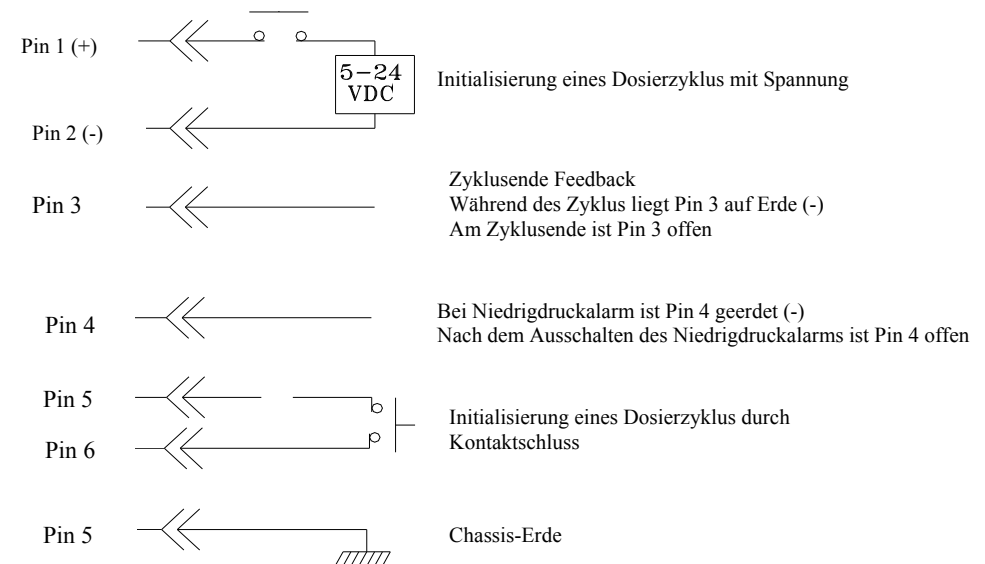 Pin 1 (+)
5-24
VDC
Initialisierung eines Dosierzyklus mit Spannung
Pin 2 (-)
Pin 3
Zyklusende Feedback
Während des Zyklus liegt Pin 3 auf Erde (-)
Am Zyklusende ist Pin 3 offen
Pin 4
Bei Niedrigdruckalarm ist Pin 4 geerdet (-)
Nach dem Ausschalten des Niedrigdruckalarms ist Pin 4 offen
Pin 5
Pin 6
Initialisierung eines Dosierzyklus durch
Kontaktschluss
Pin 5
Chassis-Erde